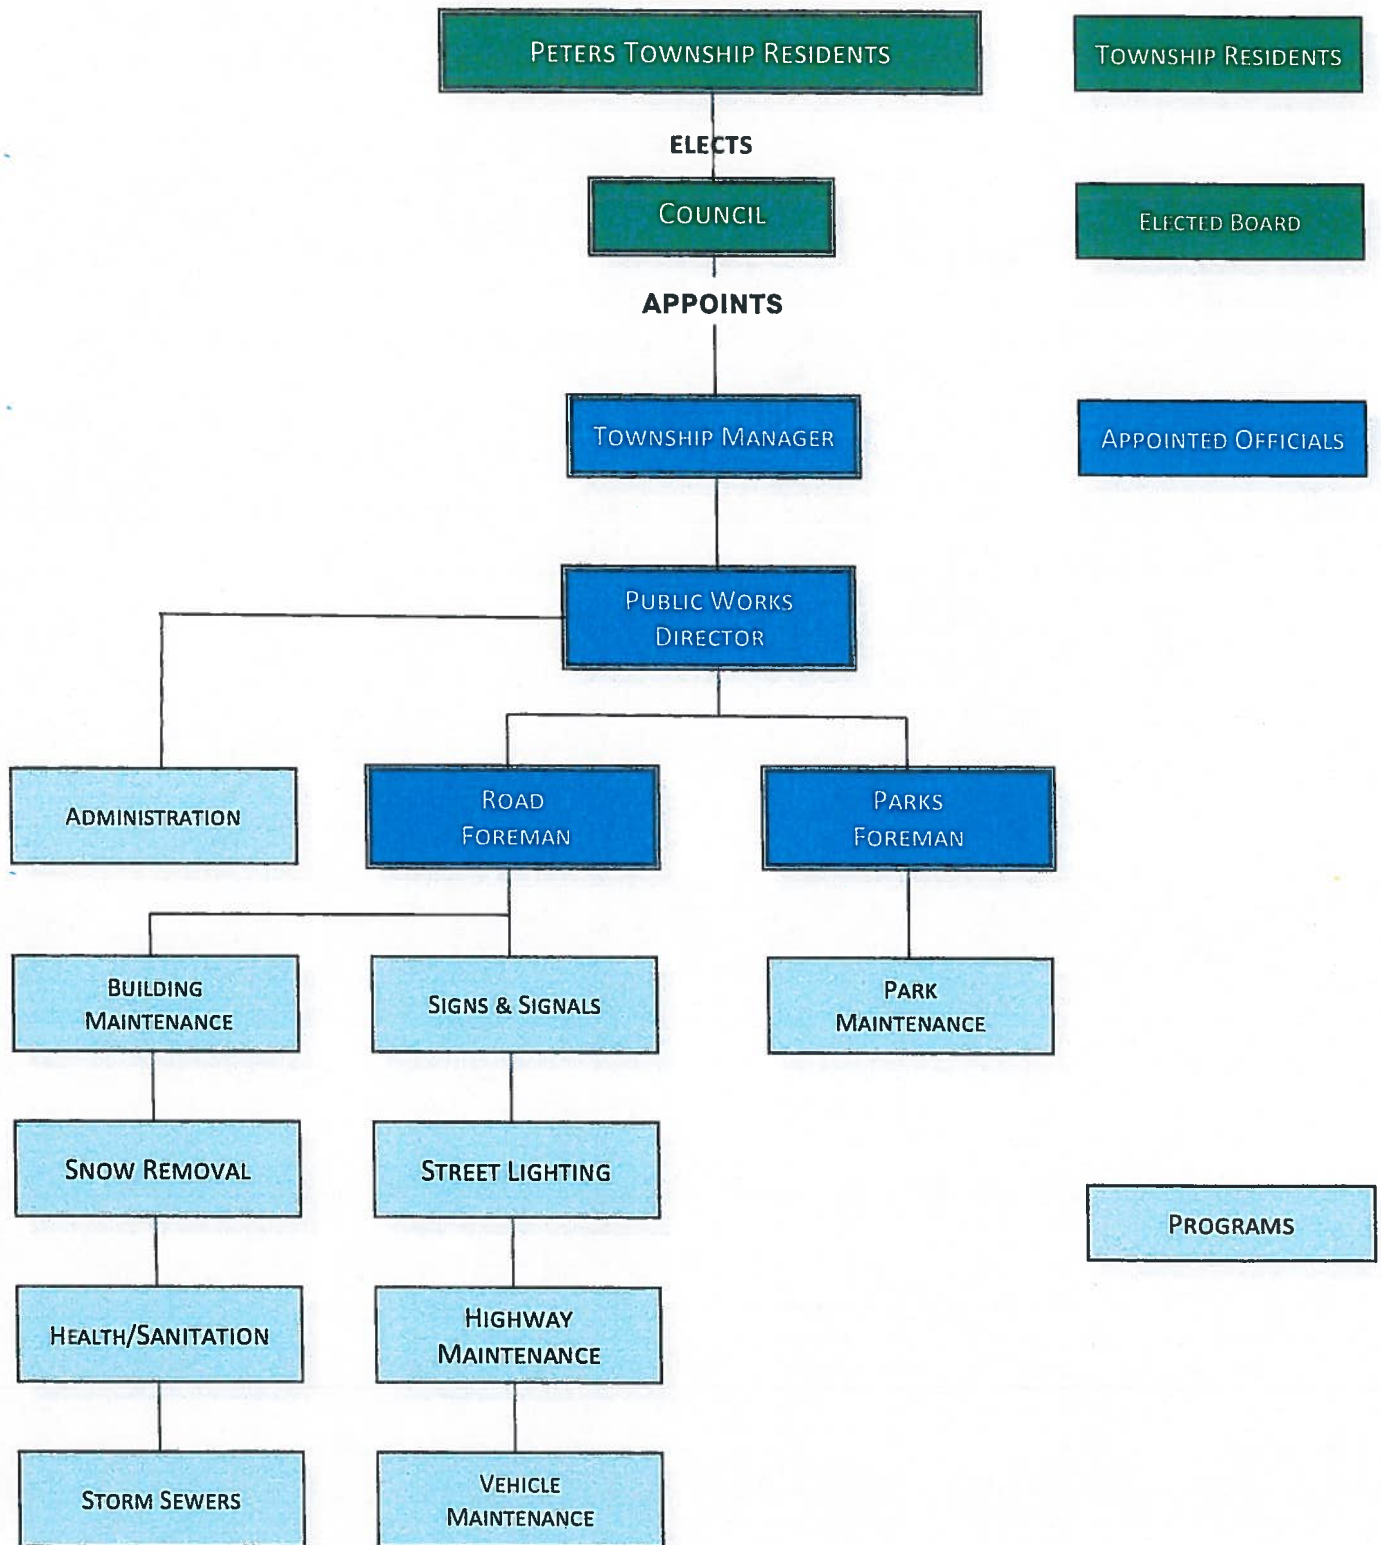 PETERS TOWNSHIP RESIDENTS
TOWNSHIP RESIDENTS
ELECTS
COUNCIL
ELECTED BOARD
APPOINTS
TOWNSHIP MANAGER
APPOINTED OFFICIALS
PUBLIC WORKS
DIRECTOR
ADMINISTRATION
ROAD
FOREMAN
PARKS
FOREMAN
BUILDING
MAINTENANCE
SIGNS & SIGNALS
PARK
MAINTENANCE
SNOW REMOVAL
STREET LIGHTING
PROGRAMS
HEALTH/SANITATION
HIGHWAY
MAINTENANCE
STORM SEWERS
VEHICLE
MAINTENANCE